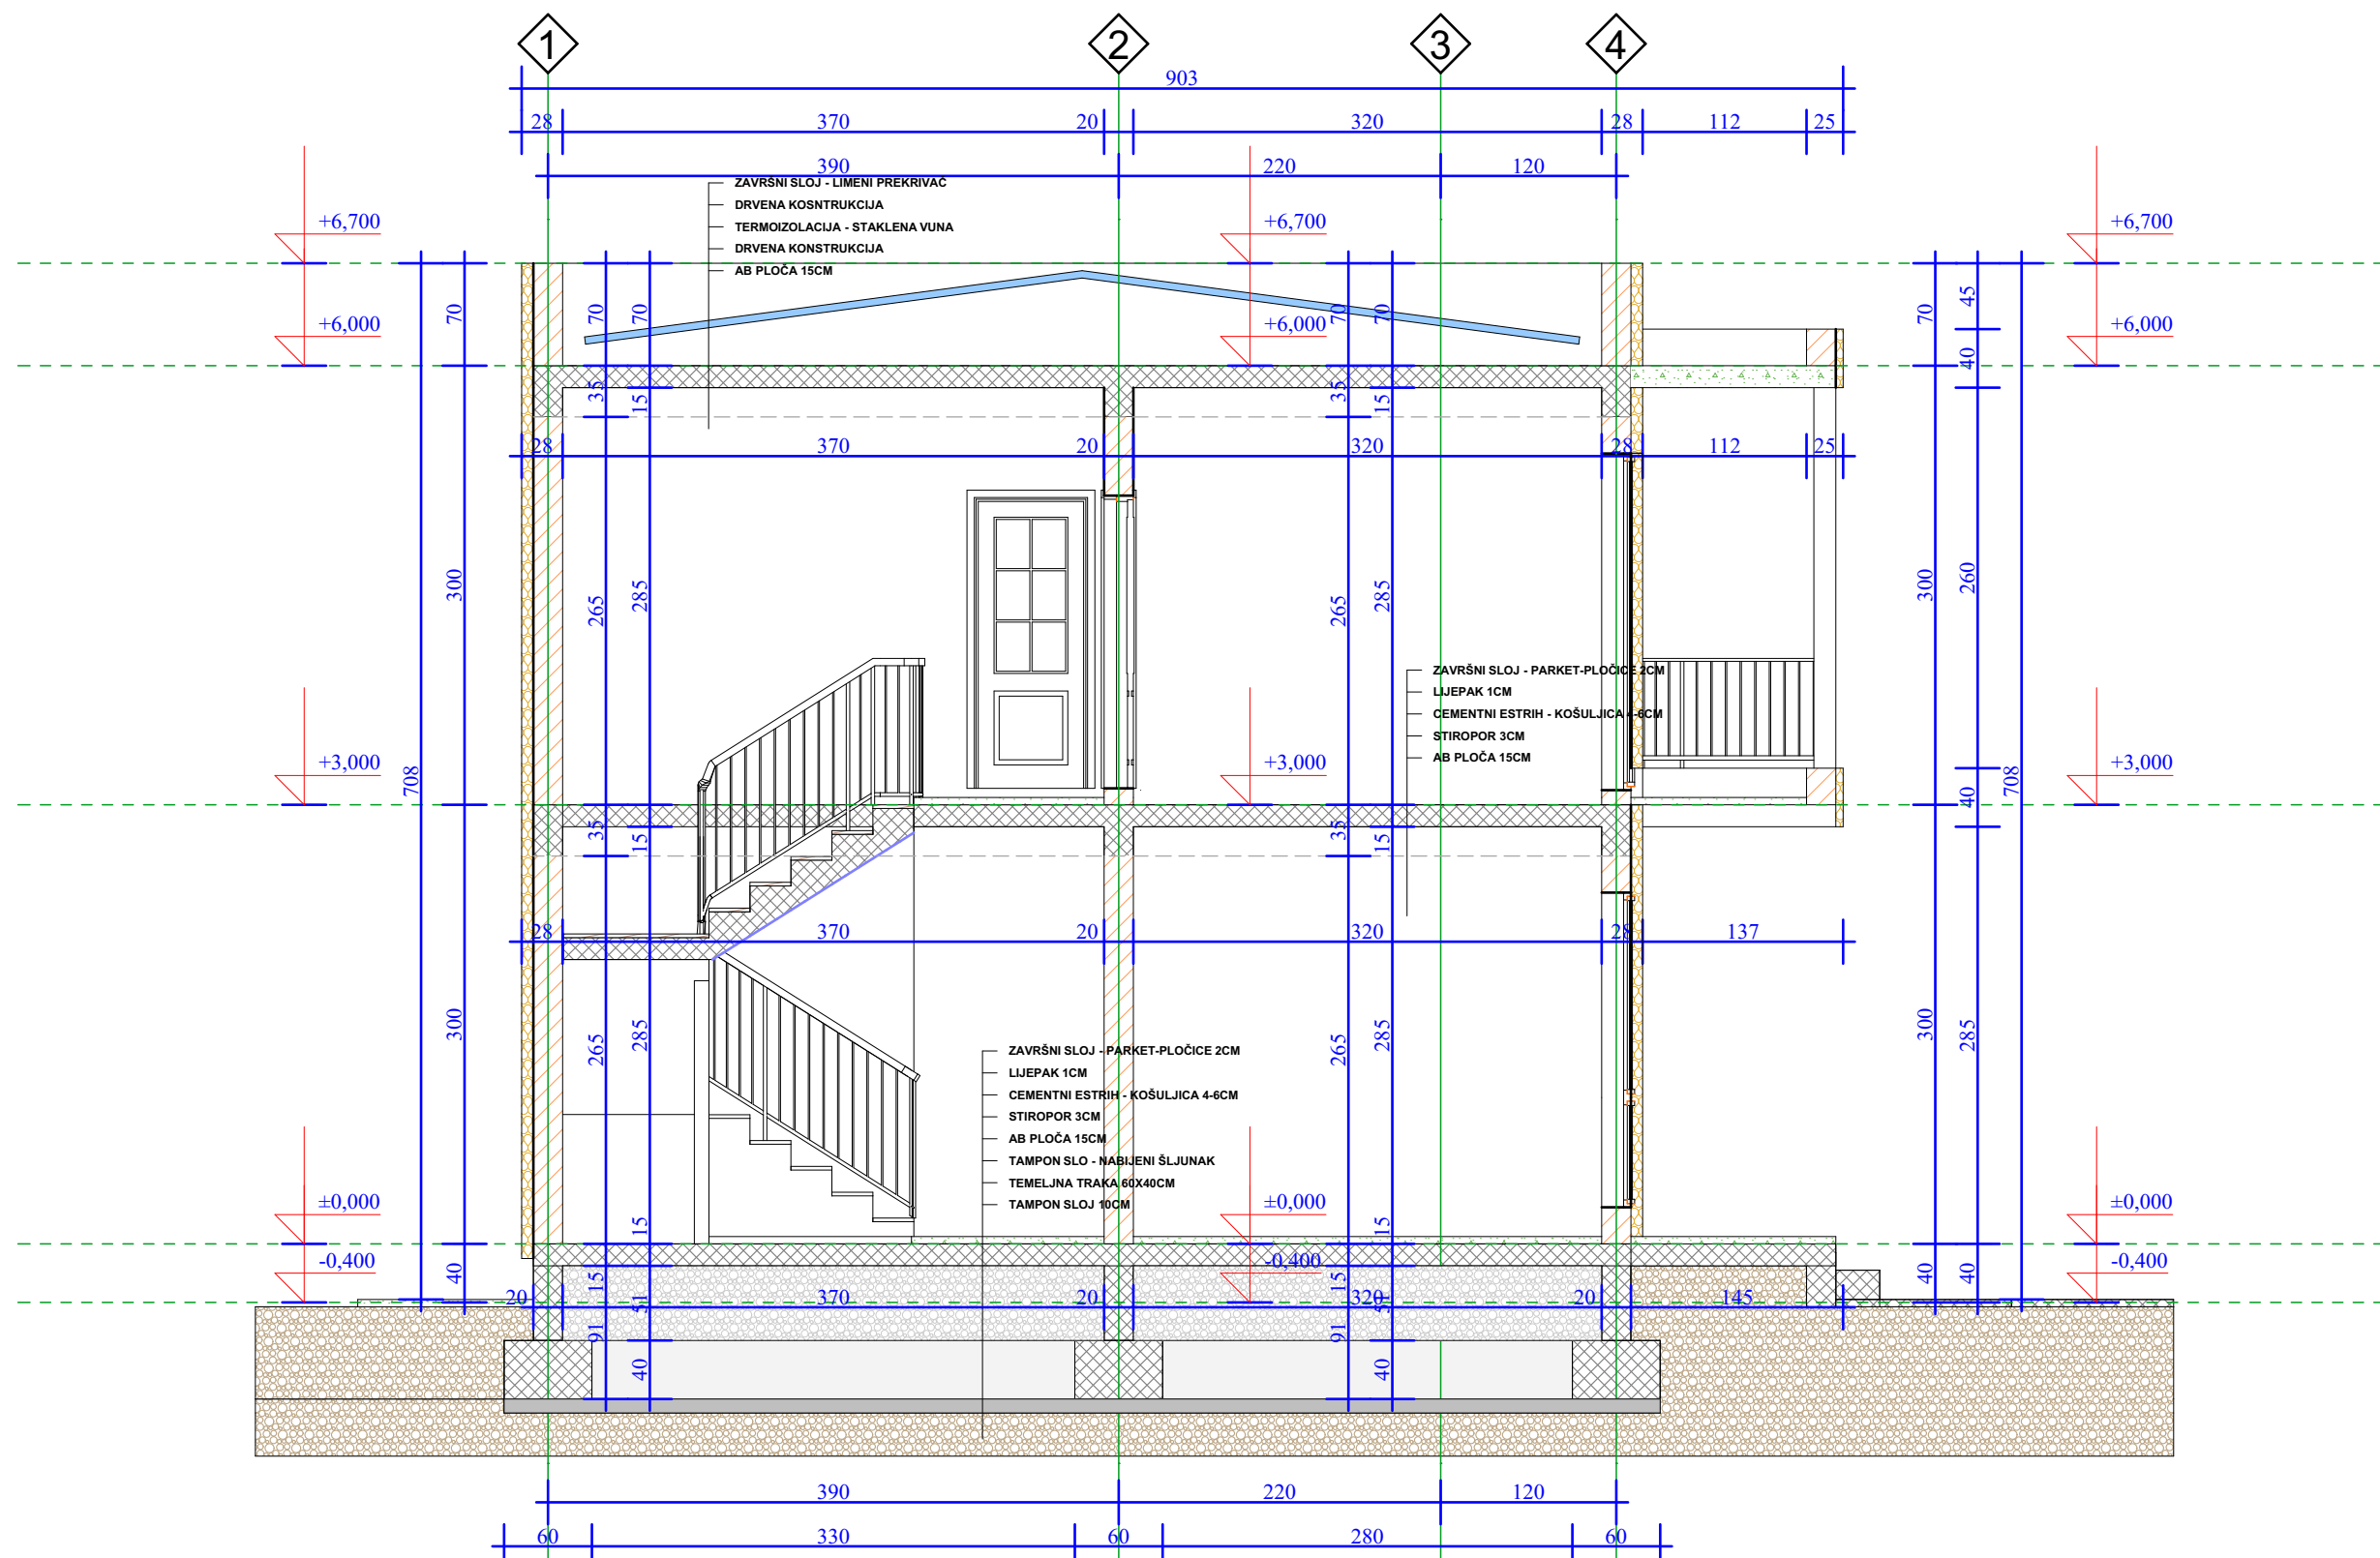 1 2 3 4
903
28 370 20 320 28 112 25
390 220 120
ZAVRŠNI SLOJ - LIMENI PREKRIVAČ
DRVENA KOSNTRUKCIJA
TERMOIZOLACIJA - STAKLENA VUNA
DRVENA KONSTRUKCIJA
AB PLOČA 15CM
+6,700 +6,700 +6,700
70 70 70 70 70 70 45
+6,000 +6,000 +6,000
35 15 35 15 40
28 370 20 320 28 112 25
300 265 285 265 285 300 260
ZAVRŠNI SLOJ - PARKET-PLOČICE 2CM
LIJEPAK 1CM
CEMENTNI ESTRIH - KOŠULJICA 4-6CM
STIROPOR 3CM
AB PLOČA 15CM
+3,000 +3,000 +3,000
708 708
35 15 35 15 40
28 370 20 320 28 137
300 265 285 265 285 300 285
ZAVRŠNI SLOJ - PARKET-PLOČICE 2CM
LIJEPAK 1CM
CEMENTNI ESTRIH - KOŠULJICA 4-6CM
STIROPOR 3CM
AB PLOČA 15CM
TAMPON SLO - NABIJENI ŠLJUNAK
TEMELJNA TRAKA 60X40CM
TAMPON SLOJ 10CM
±0,000 ±0,000 ±0,000
15 15
-0,400 -0,400 -0,400
40 15 15 40 40
20 370 20 320 20 145
51 51
91 91
40 40
390 220 120
60 330 60 280 60